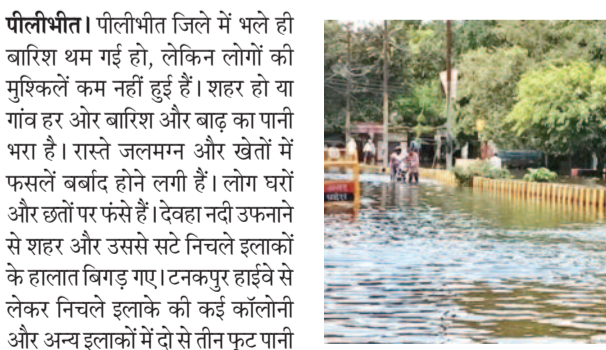 पीलीभीत। पीलीभीत जिले में भले ही
बारिश थम गई हो, लेकिन लोगों की
मुश्किलें कम नहीं हुई हैं। शहर हो या
गांव हर ओर बारिश और बाढ़ का पानी
भरा है। रास्ते जलमग्न और खेतों में
फसलें बर्बाद होने लगी हैं। लोग घरों
और छतों पर फंसे हैं। देवहा नदी उफनाने
से शहर और उससे सटे निचले इलाकों
के हालात बिगड़ गए। टनकपुर हाईवे से
लेकर निचले इलाके की कई कॉलोनी
और अन्य इलाकों में दो से तीन फुट पानी